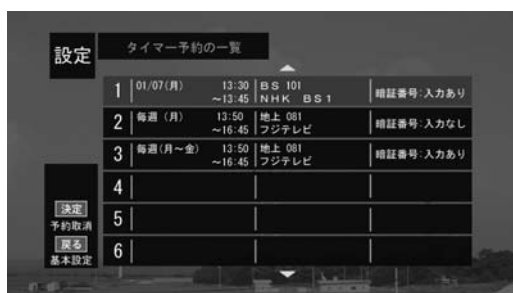 設定
タイマー予約の一覧
1 01/07(月) 13:30 BS 101 暗証番号:入力あり
~13:45 NHK BS1
2 毎週 (月) 13:50 地上 081 暗証番号:入力なし
~16:45 フジテレビ
3 毎週(月~金) 13:50 地上 081 暗証番号:入力あり
~16:45 フジテレビ
4
5
6
決定
予約取消
戻る
基本設定